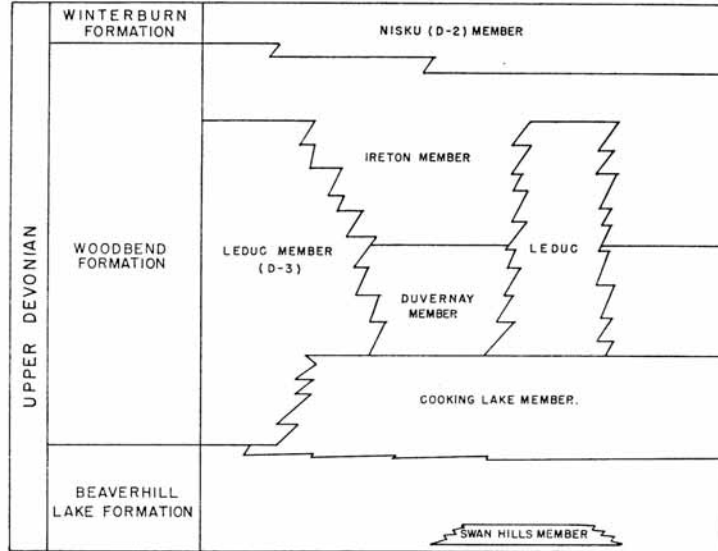 UPPER DEVONIAN
WINTERBURN
FORMATION
NISKU (D-2) MEMBER
WOODBEND
FORMATION
IRETON MEMBER
LEDUC MEMBER
(D-3)
LEDUC
DUVERNAY
MEMBER
COOKING LAKE MEMBER.
BEAVERHILL
LAKE FORMATION
SWAN HILLS MEMBER